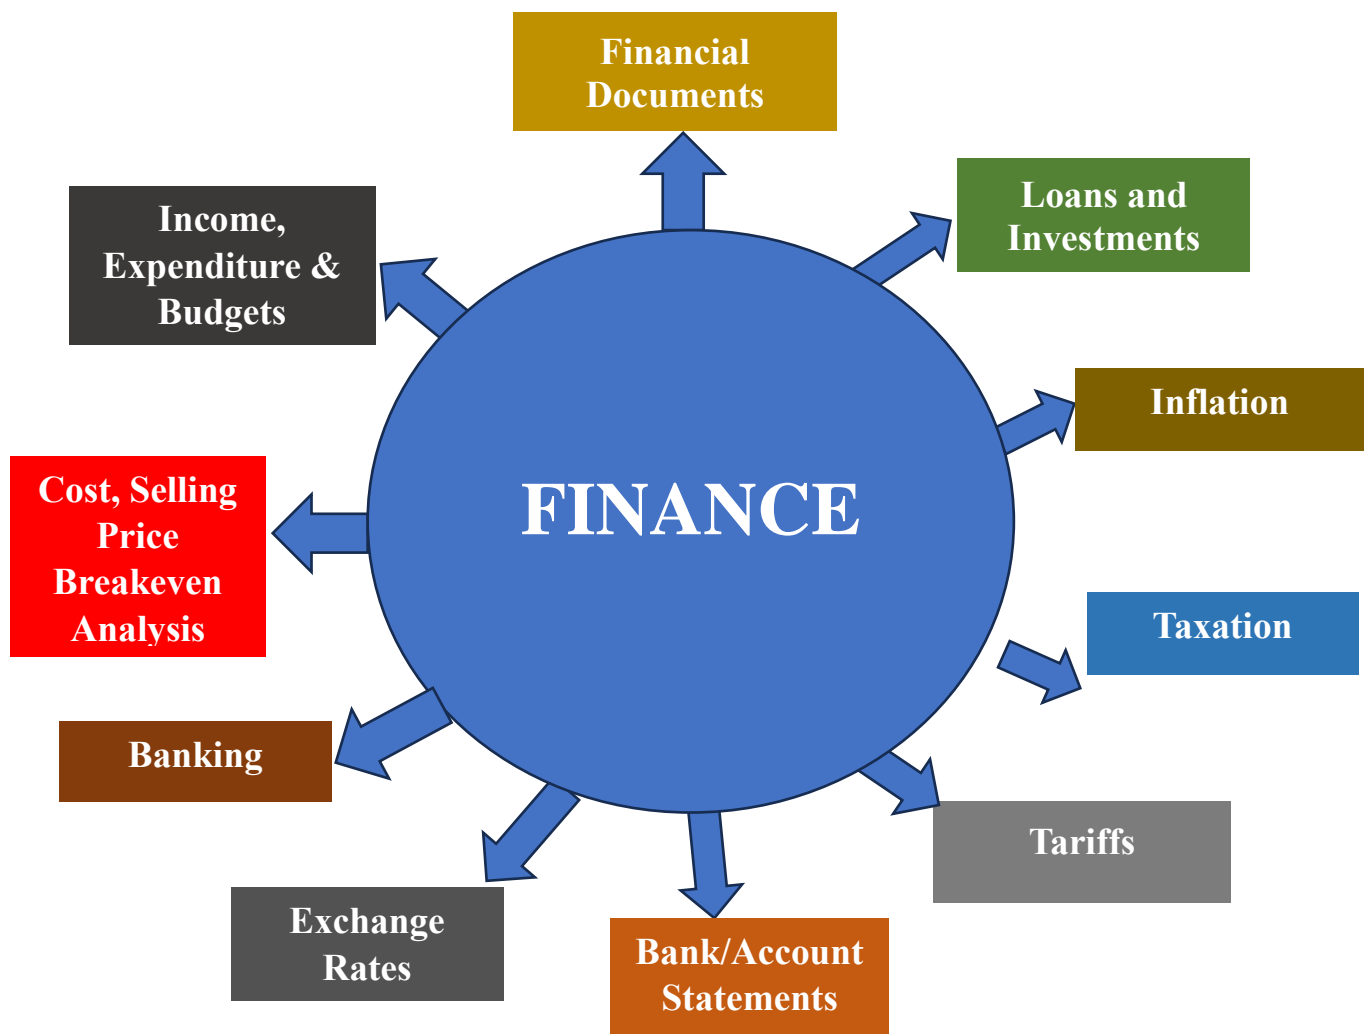 Financial
Documents
Loans and
Investments
Income,
Expenditure &
Budgets
Inflation
FINANCE
Cost, Selling
Price
Breakeven
Analysis
Taxation
Banking
Tariffs
Exchange
Rates
Bank/Account
Statements